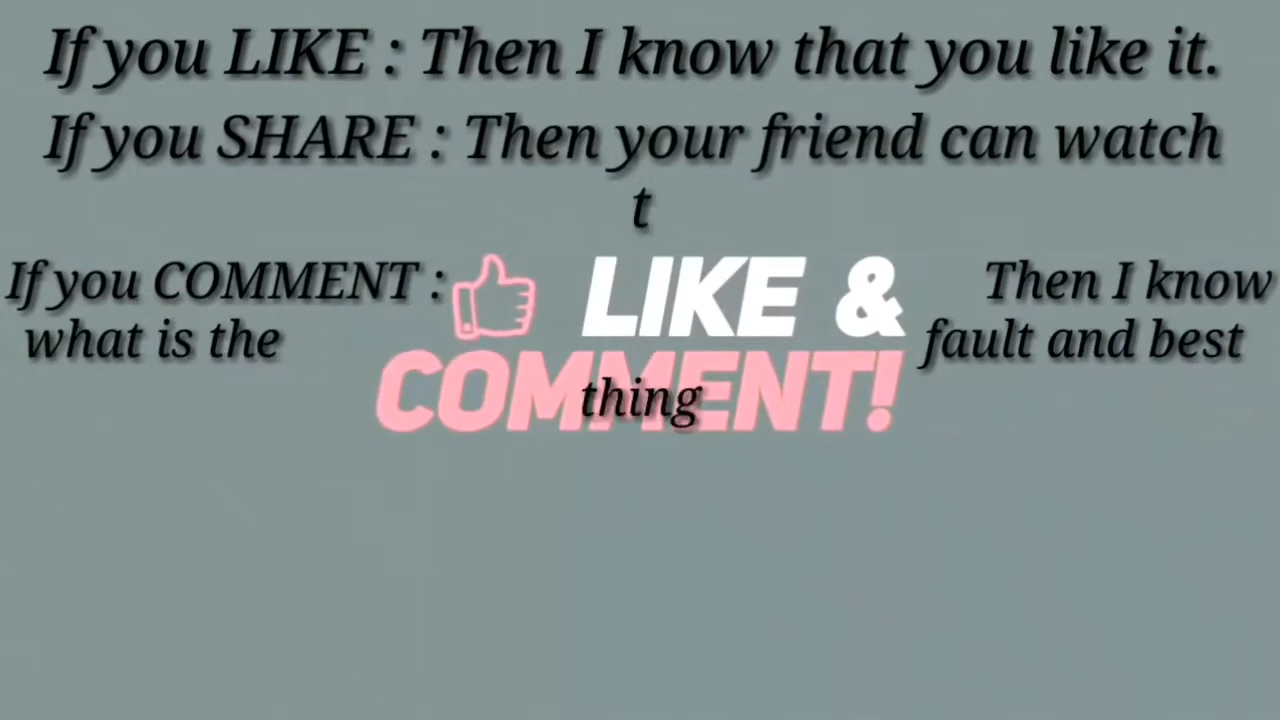 If you LIKE : Then I know that you like it.
If you SHARE : Then your friend can watch
t
If you COMMENT : Then I know
what is the fault and best
thing
LIKE &
COMMENT!